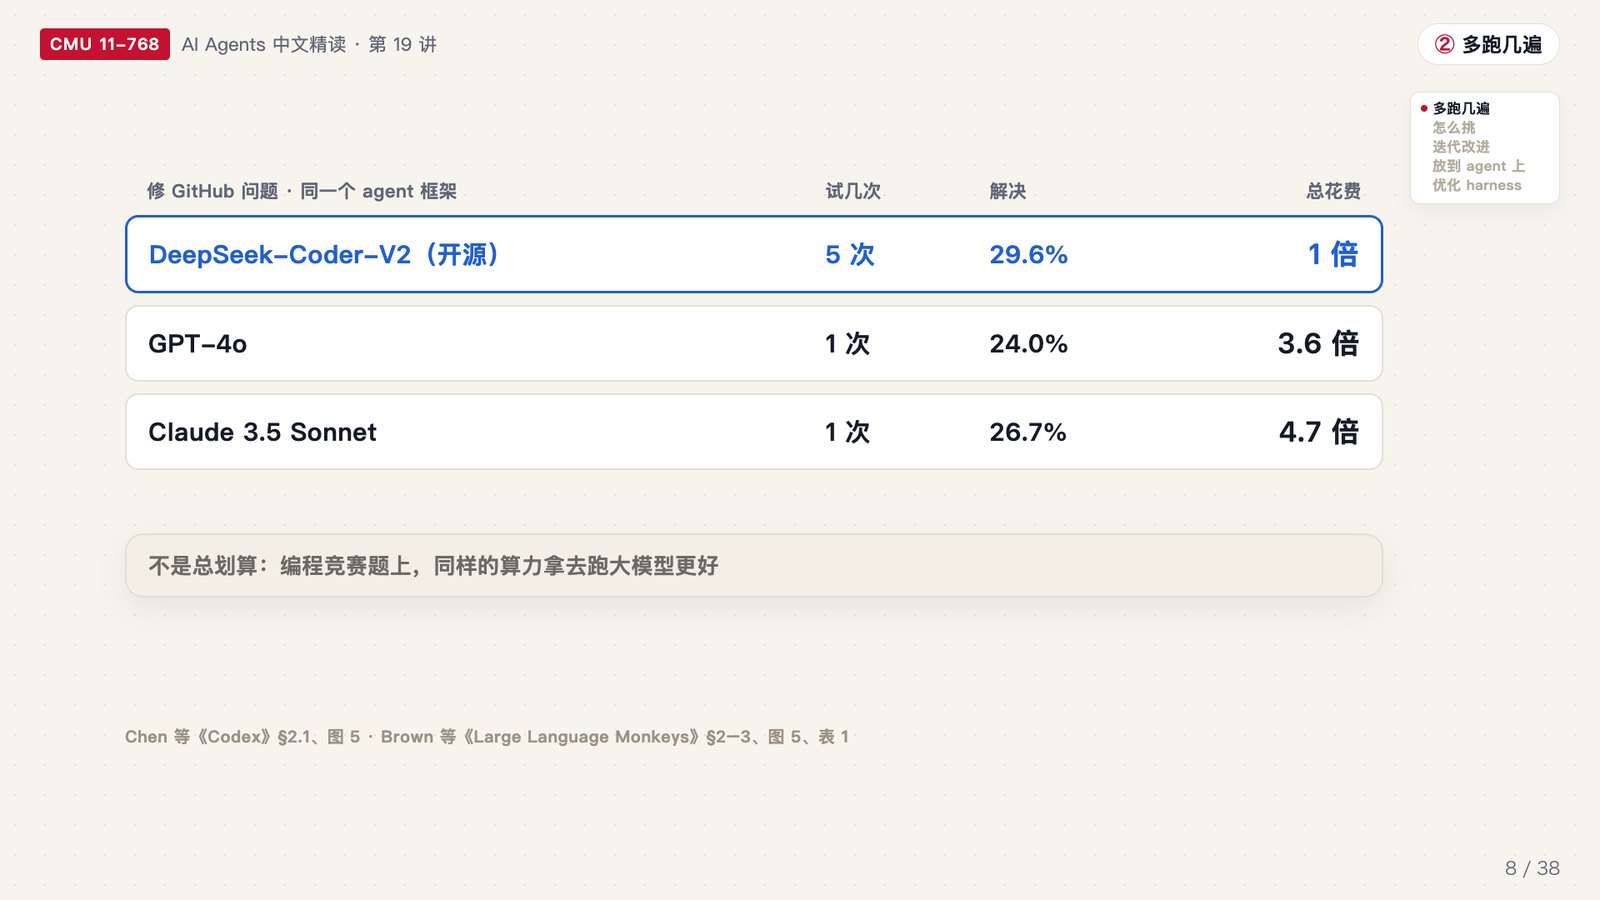 CMU 11-768 AI Agents 中文精读 · 第 19 讲
② 多跑几遍
多跑几遍
怎么挑
迭代改进
放到 agent 上
优化 harness
修 GitHub 问题 · 同一个 agent 框架 试几次 解决 总花费
DeepSeek-Coder-V2（开源） 5 次 29.6% 1 倍
GPT-4o 1 次 24.0% 3.6 倍
Claude 3.5 Sonnet 1 次 26.7% 4.7 倍
不是总划算：编程竞赛题上，同样的算力拿去跑大模型更好
Chen 等《Codex》§2.1、图 5 · Brown 等《Large Language Monkeys》§2–3、图 5、表 1
8 / 38